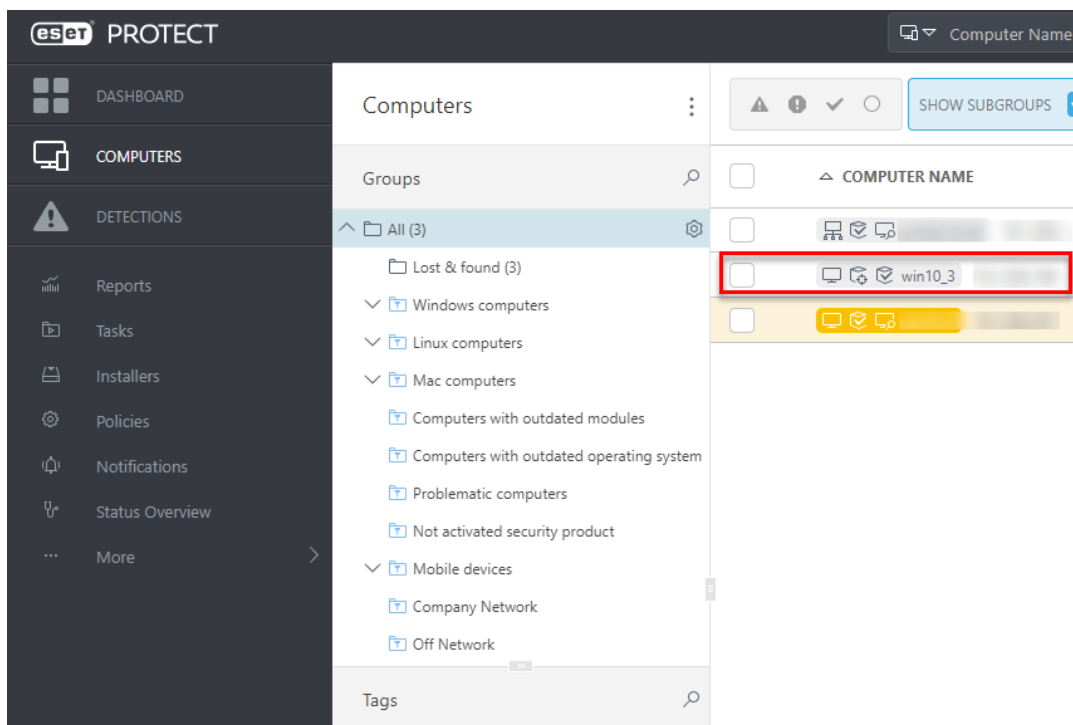 eset PROTECT
Computer Name
DASHBOARD
COMPUTERS
DETECTIONS
Reports
Tasks
Installers
Policies
Notifications
Status Overview
More
Computers
Groups
All (3)
Lost & found (3)
Windows computers
Linux computers
Mac computers
Computers with outdated modules
Computers with outdated operating system
Problematic computers
Not activated security product
Mobile devices
Company Network
Off Network
Tags
SHOW SUBGROUPS
COMPUTER NAME
win10_3